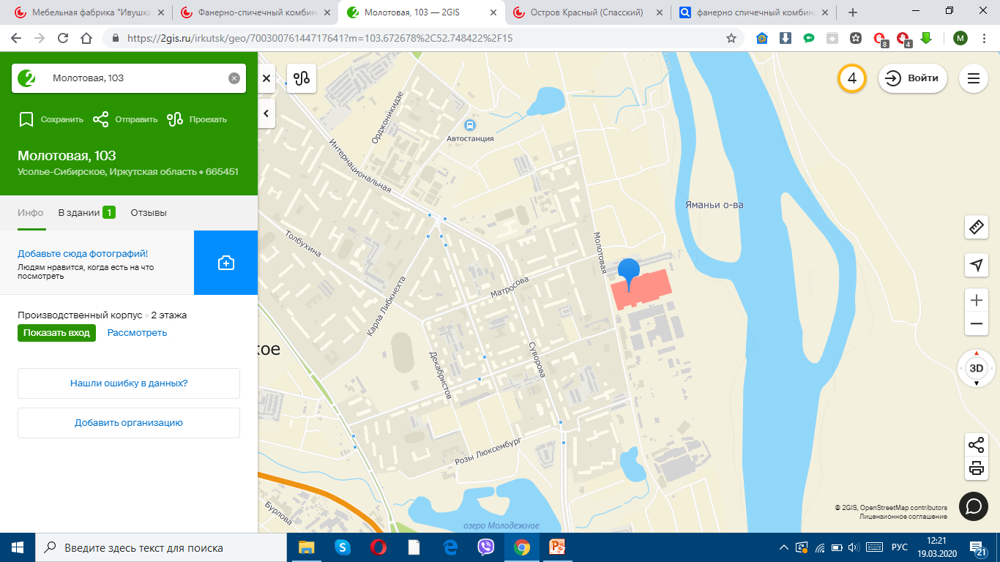 Мебельная фабрика "Ивушка
Фанерно-спичечный комбина
Молотовая, 103 — 2GIS
Остров Красный (Спасский)
фанерно спичечный комбина
https://2gis.ru/irkutsk/geo/70030076144717641?m=103.672678%2C52.748422%2F15
8
4
M
Молотовая, 103
Сохранить
Отправить
Проехать
Молотовая, 103
Усолье-Сибирское, Иркутская область • 665451
Инфо
В здании 1
Отзывы
Добавьте сюда фотографий!
Людям нравится, когда есть на что
посмотреть
Производственный корпус • 2 этажа
Показать вход
Рассмотреть
Нашли ошибку в данных?
Добавить организацию
4
Войти
Орджоникидзе
Автостанция
Интернациональная
Яманьи о-ва
Толбухина
Молотовая
Матросова
Карла Либкнехта
кое
Суворова
Декабристов
3D
Розы Люксембург
Бурлова
озеро Молодежное
© 2GIS, OpenStreetMap contributors
Лицензионное соглашение
Введите здесь текст для поиска
РУС
12:21
19.03.2020
21